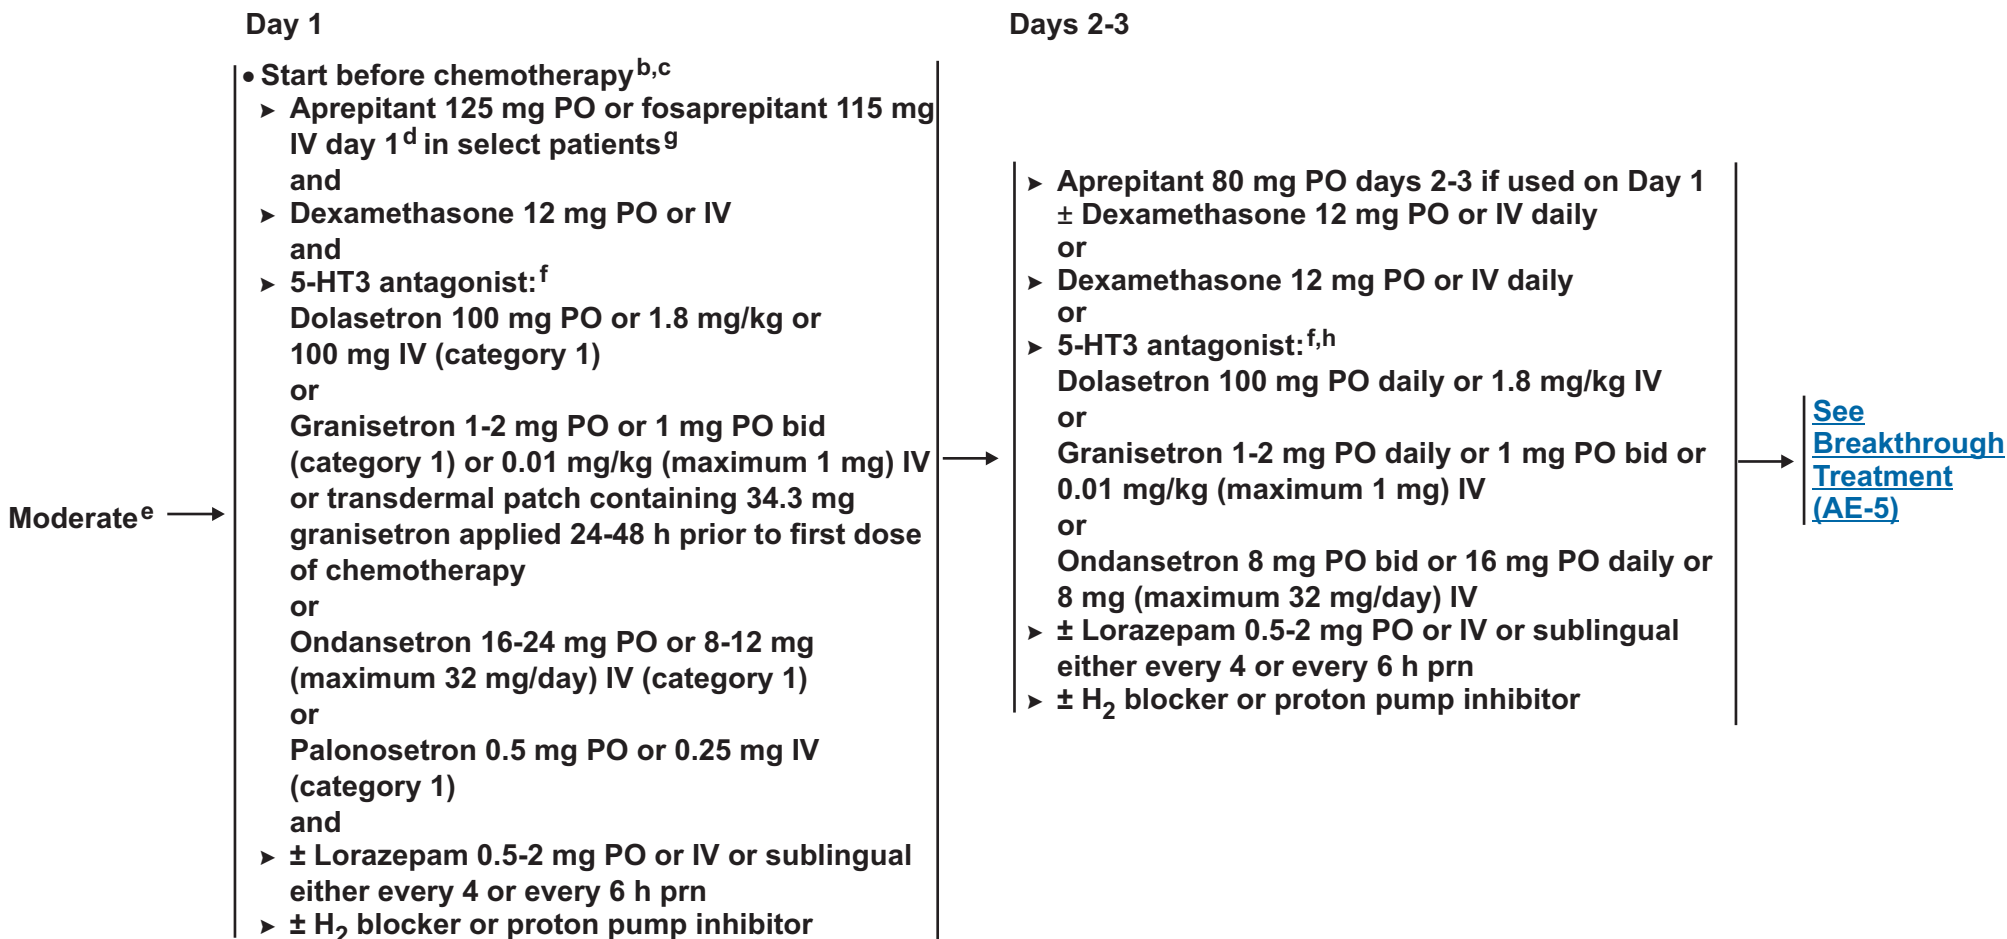 Day 1
• Start before chemotherapy b,c
➤ Aprepitant 125 mg PO or fosaprepitant 115 mg
IV day 1 d in select patients g
and
➤ Dexamethasone 12 mg PO or IV
and
➤ 5-HT3 antagonist: f
Dolasetron 100 mg PO or 1.8 mg/kg or
100 mg IV (category 1)
or
Granisetron 1-2 mg PO or 1 mg PO bid
(category 1) or 0.01 mg/kg (maximum 1 mg) IV
or transdermal patch containing 34.3 mg
granisetron applied 24-48 h prior to first dose
of chemotherapy
or
Ondansetron 16-24 mg PO or 8-12 mg
(maximum 32 mg/day) IV (category 1)
or
Palonosetron 0.5 mg PO or 0.25 mg IV
(category 1)
and
➤ ± Lorazepam 0.5-2 mg PO or IV or sublingual
either every 4 or every 6 h prn
➤ ± H2 blocker or proton pump inhibitor
Moderate e
Days 2-3
➤ Aprepitant 80 mg PO days 2-3 if used on Day 1
± Dexamethasone 12 mg PO or IV daily
or
➤ Dexamethasone 12 mg PO or IV daily
or
➤ 5-HT3 antagonist: f,h
Dolasetron 100 mg PO daily or 1.8 mg/kg IV
or
Granisetron 1-2 mg PO daily or 1 mg PO bid or
0.01 mg/kg (maximum 1 mg) IV
or
Ondansetron 8 mg PO bid or 16 mg PO daily or
8 mg (maximum 32 mg/day) IV
➤ ± Lorazepam 0.5-2 mg PO or IV or sublingual
either every 4 or every 6 h prn
➤ ± H2 blocker or proton pump inhibitor
See
Breakthrough
Treatment
(AE-5)